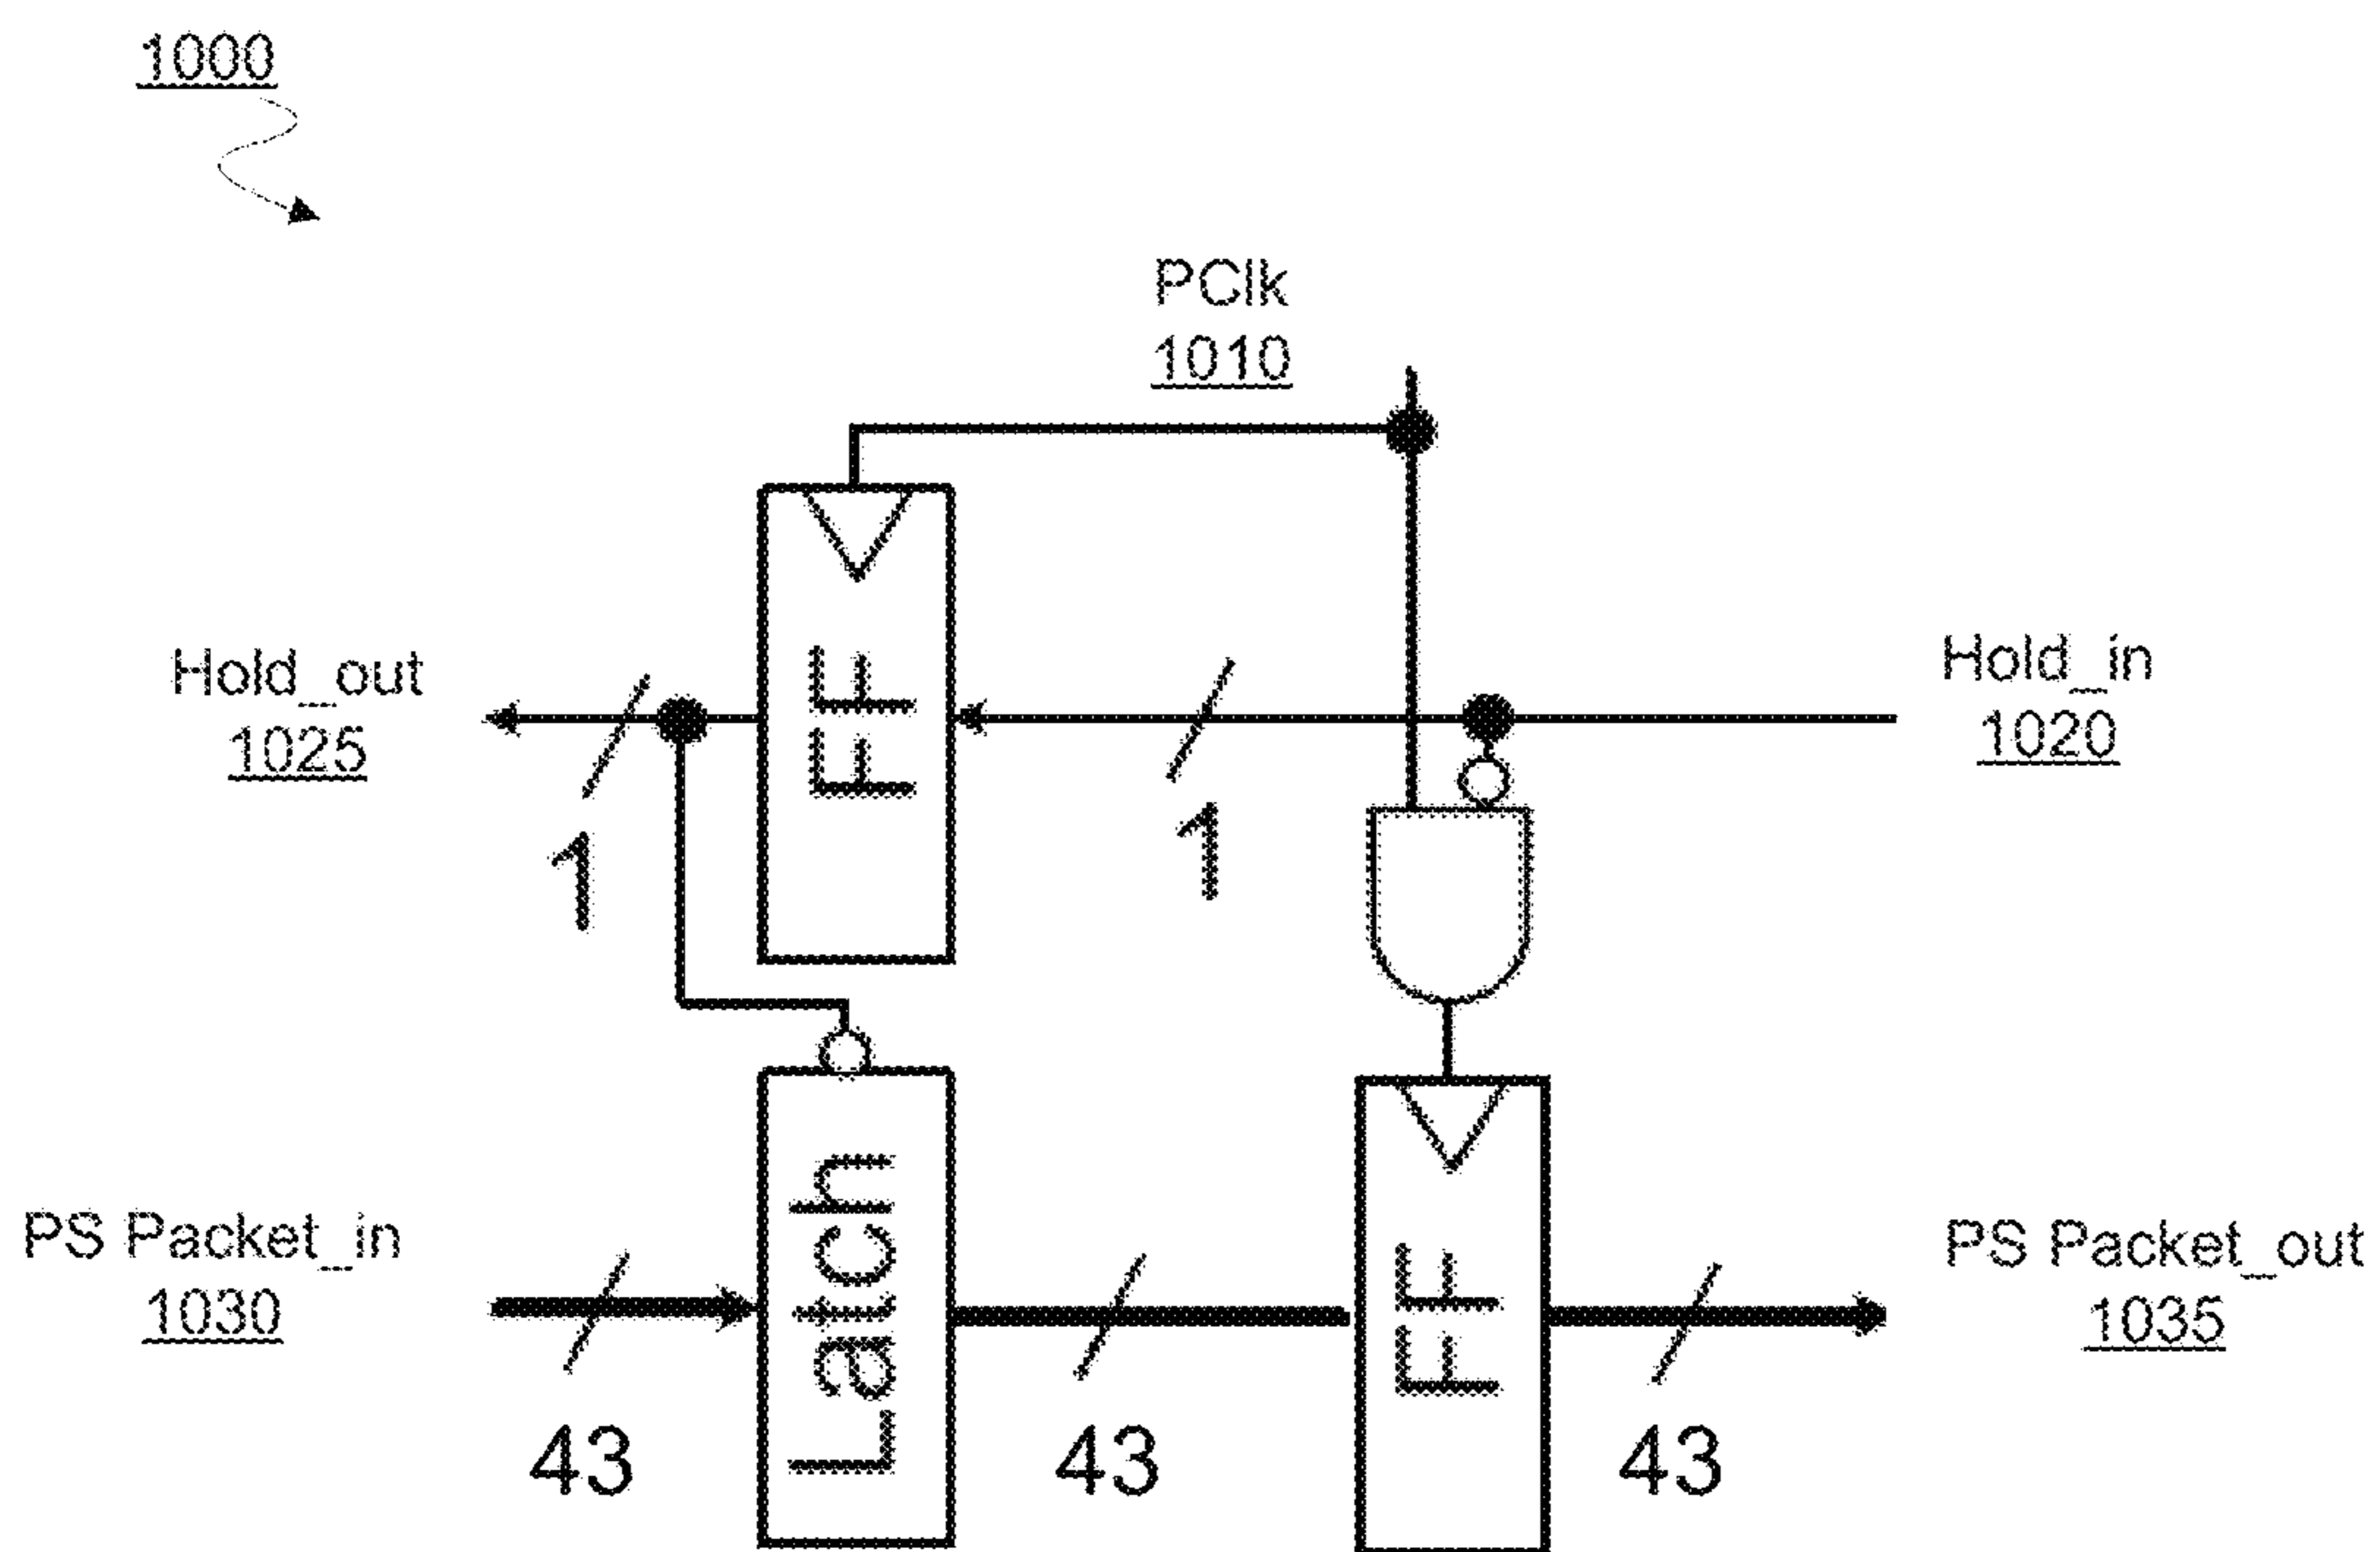 1000
PClk
1010
Hold_out
1025
FF
Hold_in
1020
1
1
PS Packet_in
1030
Latch
FF
PS Packet_out
1035
43
43
43